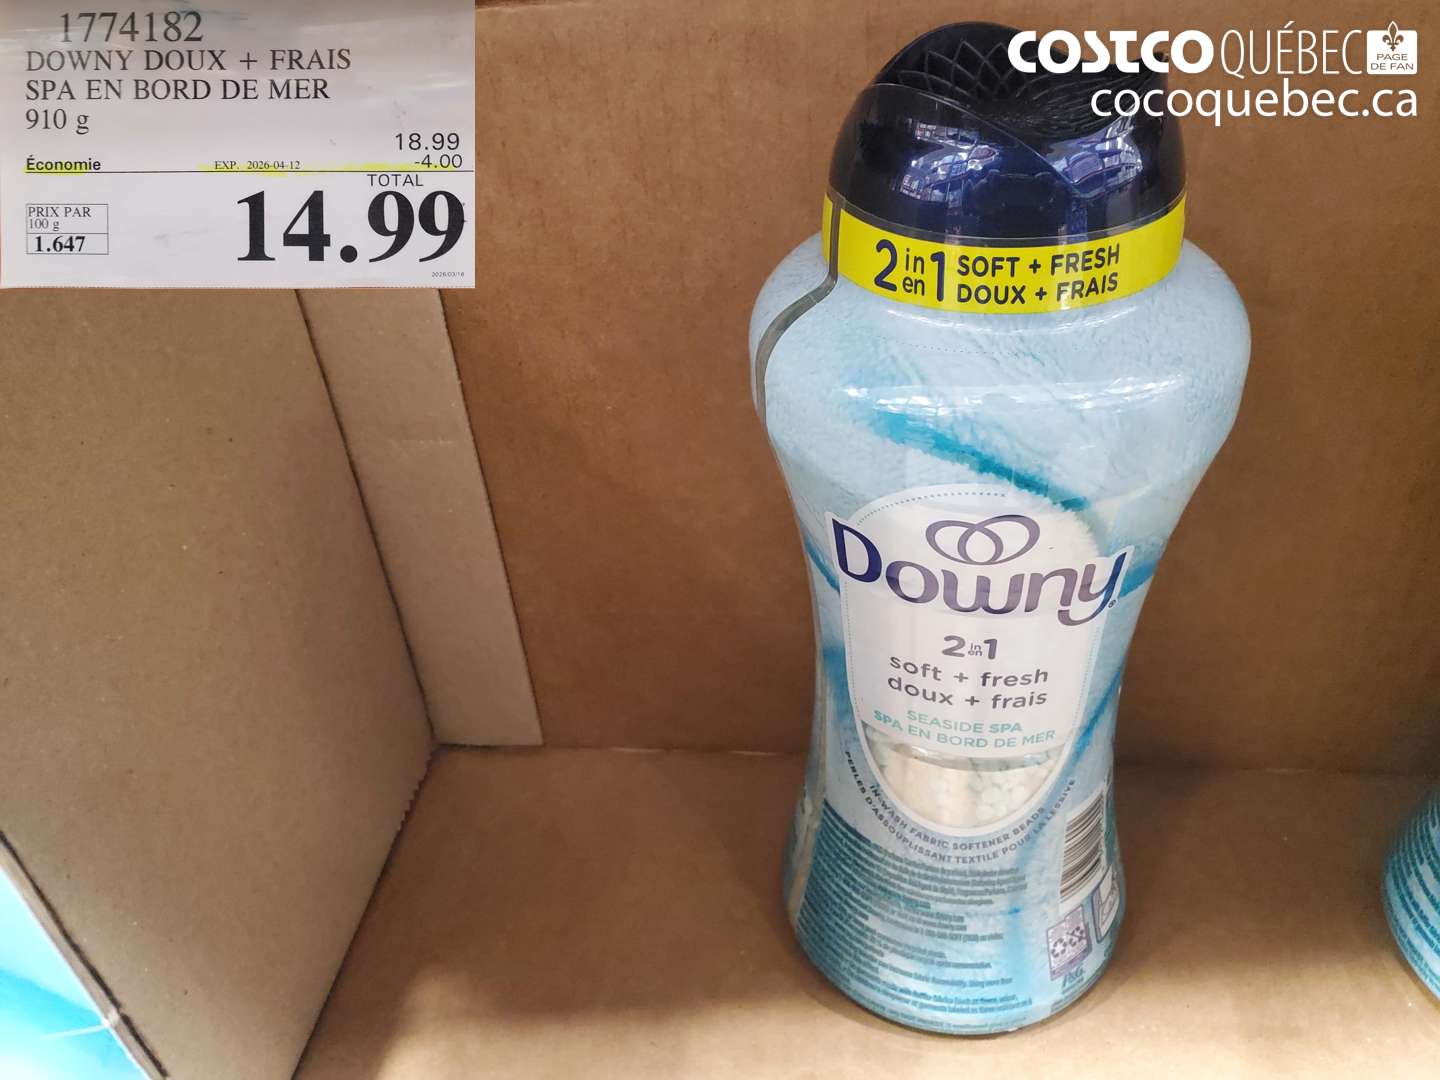 1774182
DOWNY DOUX + FRAIS
SPA EN BORD DE MER
910 g
18.99
Économie EXP. 2026-04-12 -4.00
TOTAL
14.99
PRIX PAR
100 g
1.647
2026/03/16
COSTCO QUÉBEC PAGE DE FAN
cocoquebec.ca
2 in en 1 SOFT + FRESH
DOUX + FRAIS
Downy
2 in en 1
soft + fresh
doux + frais
SEASIDE SPA
SPA EN BORD DE MER
IN-WASH FABRIC SOFTENER BEADS
PERLES D'ASSOUPLISSANT TEXTILE POUR LA LESSIVE
P&G